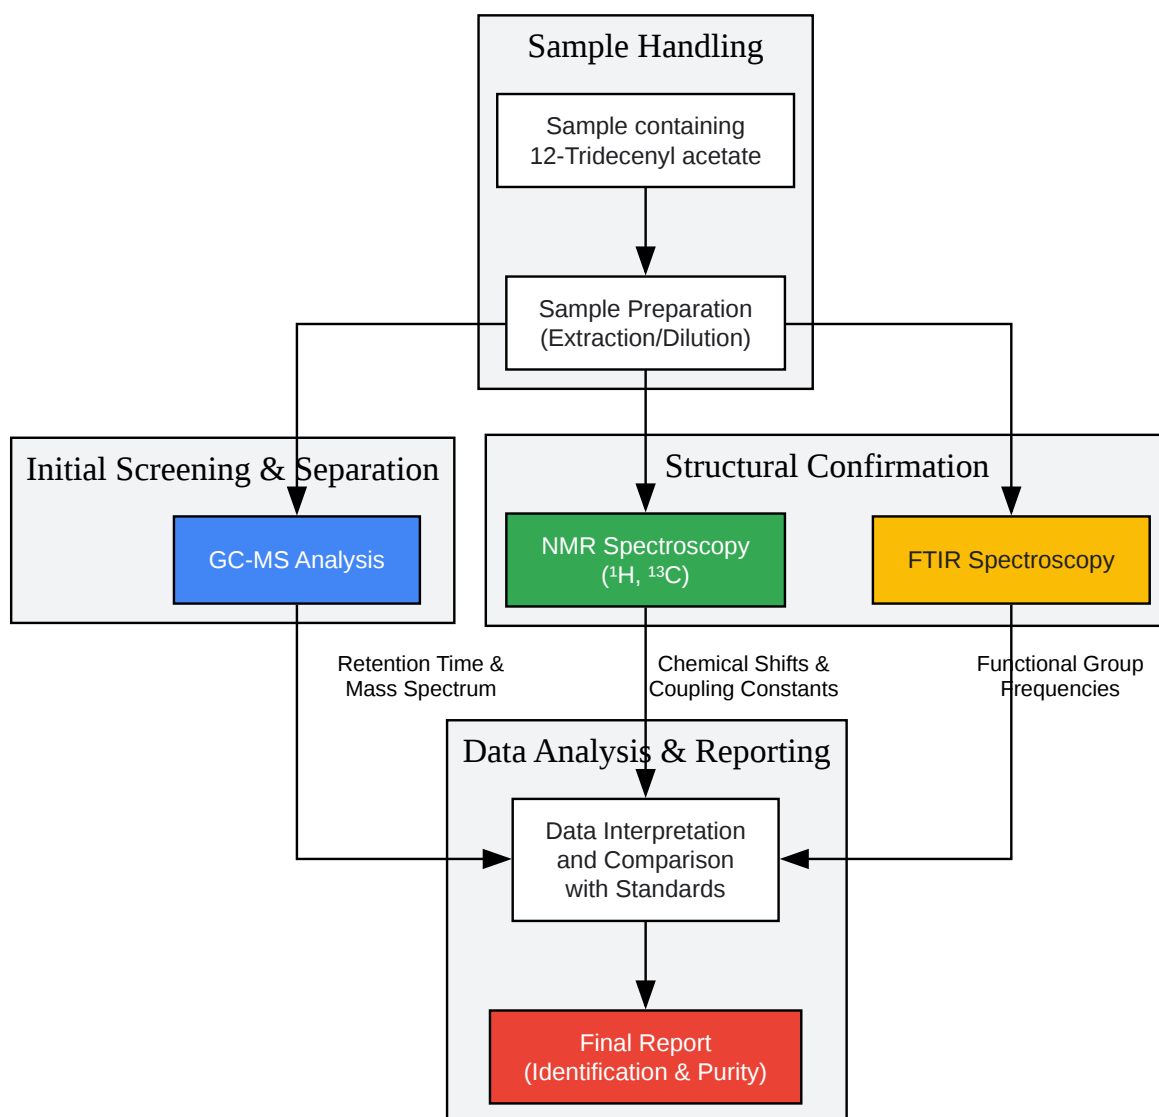 Sample Handling
Sample containing
12-Tridecenyl acetate
Sample Preparation
(Extraction/Dilution)
Initial Screening & Separation
GC-MS Analysis
Structural Confirmation
NMR Spectroscopy
(¹H, ¹³C)
FTIR Spectroscopy
Retention Time &
Mass Spectrum
Chemical Shifts &
Coupling Constants
Functional Group
Frequencies
Data Analysis & Reporting
Data Interpretation
and Comparison
with Standards
Final Report
(Identification & Purity)